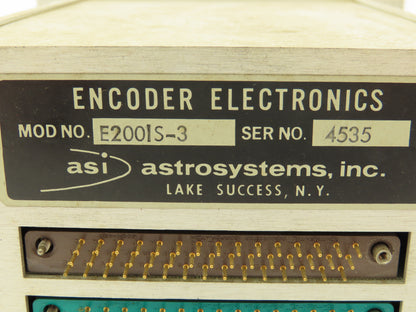 ENCODER ELECTRONICS
MOD NO. E200IS-3 SER NO. 4535
asi astrosystems, inc.
LAKE SUCCESS, N.Y.